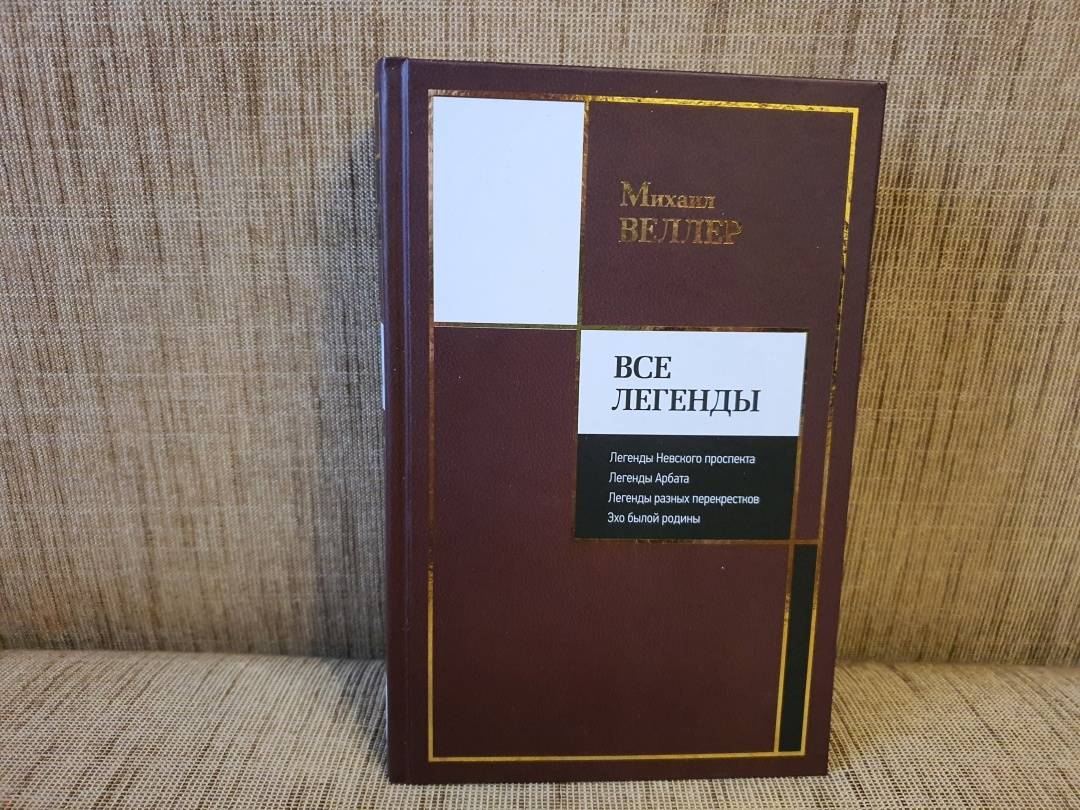 Михаил
ВЕЛЛЕР
ВСЕ
ЛЕГЕНДЫ
Легенды Невского проспекта
Легенды Арбата
Легенды разных перекрестков
Эхо былой родины